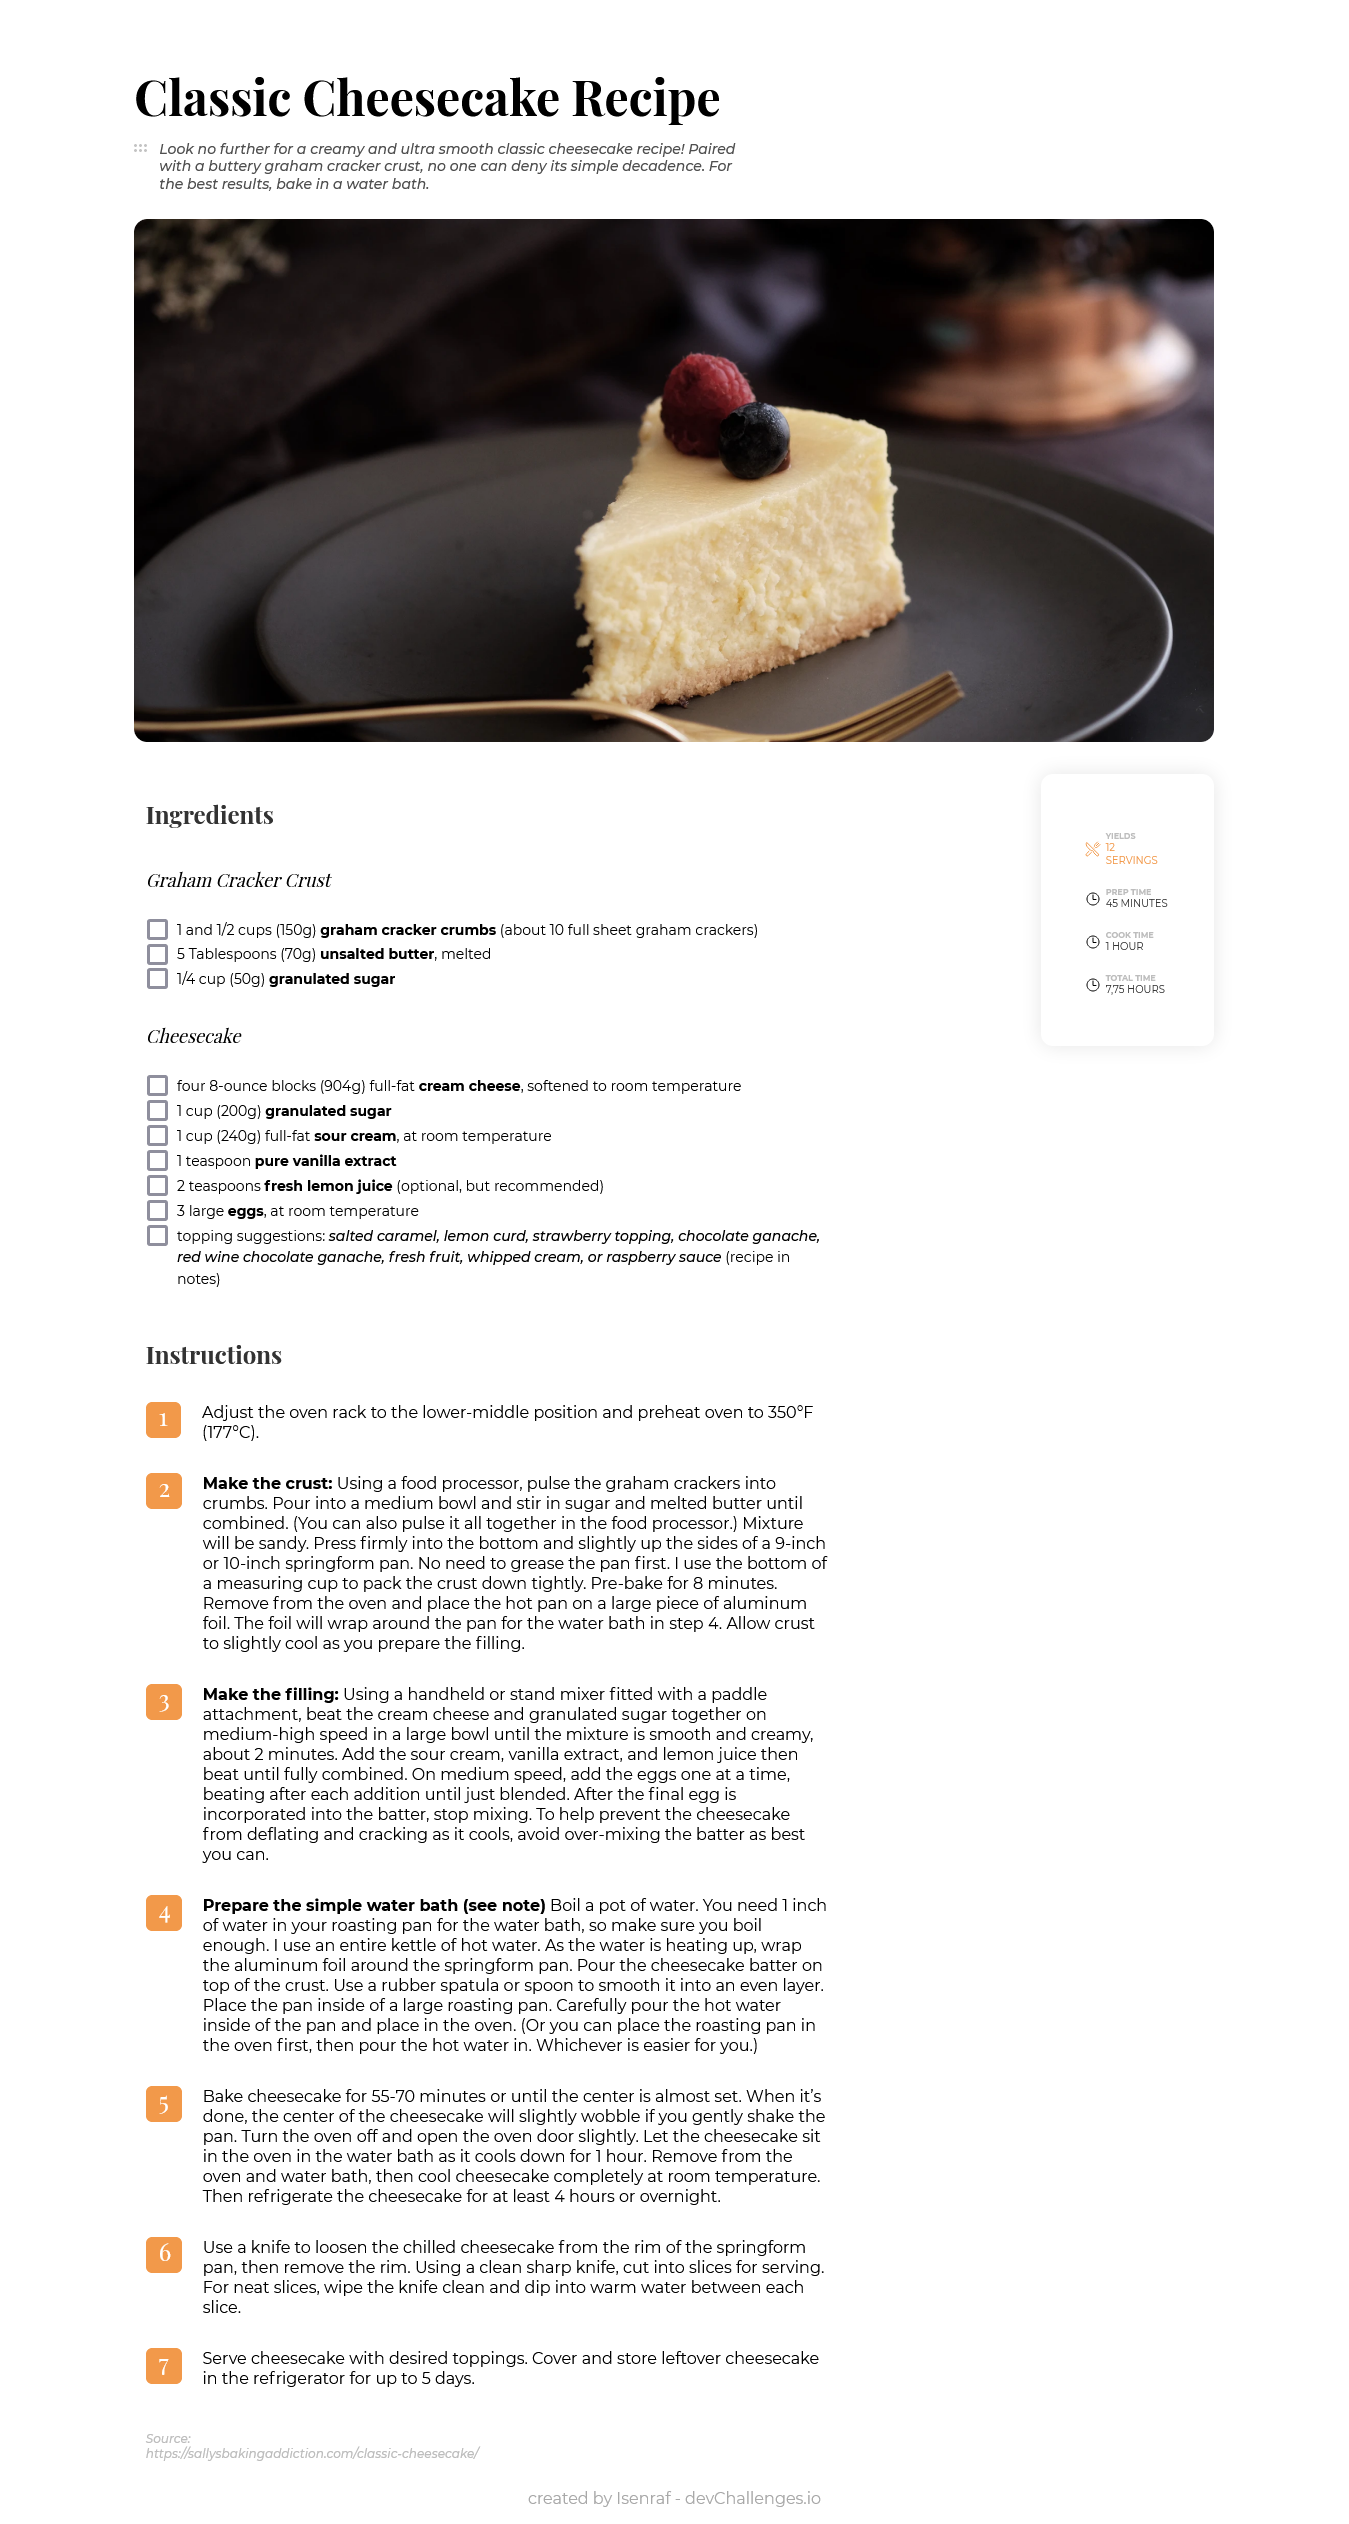 Classic Cheesecake Recipe
Look no further for a creamy and ultra smooth classic cheesecake recipe! Paired
with a buttery graham cracker crust, no one can deny its simple decadence. For
the best results, bake in a water bath.
Ingredients
Graham Cracker Crust
1 and 1/2 cups (150g) graham cracker crumbs (about 10 full sheet graham crackers)
5 Tablespoons (70g) unsalted butter, melted
1/4 cup (50g) granulated sugar
Cheesecake
four 8-ounce blocks (904g) full-fat cream cheese, softened to room temperature
1 cup (200g) granulated sugar
1 cup (240g) full-fat sour cream, at room temperature
1 teaspoon pure vanilla extract
2 teaspoons fresh lemon juice (optional, but recommended)
3 large eggs, at room temperature
topping suggestions: salted caramel, lemon curd, strawberry topping, chocolate ganache,
red wine chocolate ganache, fresh fruit, whipped cream, or raspberry sauce (recipe in
notes)
YIELDS
12
SERVINGS
PREP TIME
45 MINUTES
COOK TIME
1 HOUR
TOTAL TIME
7,75 HOURS
Instructions
1 Adjust the oven rack to the lower-middle position and preheat oven to 350°F
(177°C).
2 Make the crust: Using a food processor, pulse the graham crackers into
crumbs. Pour into a medium bowl and stir in sugar and melted butter until
combined. (You can also pulse it all together in the food processor.) Mixture
will be sandy. Press firmly into the bottom and slightly up the sides of a 9-inch
or 10-inch springform pan. No need to grease the pan first. I use the bottom of
a measuring cup to pack the crust down tightly. Pre-bake for 8 minutes.
Remove from the oven and place the hot pan on a large piece of aluminum
foil. The foil will wrap around the pan for the water bath in step 4. Allow crust
to slightly cool as you prepare the filling.
3 Make the filling: Using a handheld or stand mixer fitted with a paddle
attachment, beat the cream cheese and granulated sugar together on
medium-high speed in a large bowl until the mixture is smooth and creamy,
about 2 minutes. Add the sour cream, vanilla extract, and lemon juice then
beat until fully combined. On medium speed, add the eggs one at a time,
beating after each addition until just blended. After the final egg is
incorporated into the batter, stop mixing. To help prevent the cheesecake
from deflating and cracking as it cools, avoid over-mixing the batter as best
you can.
4 Prepare the simple water bath (see note) Boil a pot of water. You need 1 inch
of water in your roasting pan for the water bath, so make sure you boil
enough. I use an entire kettle of hot water. As the water is heating up, wrap
the aluminum foil around the springform pan. Pour the cheesecake batter on
top of the crust. Use a rubber spatula or spoon to smooth it into an even layer.
Place the pan inside of a large roasting pan. Carefully pour the hot water
inside of the pan and place in the oven. (Or you can place the roasting pan in
the oven first, then pour the hot water in. Whichever is easier for you.)
5 Bake cheesecake for 55-70 minutes or until the center is almost set. When it’s
done, the center of the cheesecake will slightly wobble if you gently shake the
pan. Turn the oven off and open the oven door slightly. Let the cheesecake sit
in the oven in the water bath as it cools down for 1 hour. Remove from the
oven and water bath, then cool cheesecake completely at room temperature.
Then refrigerate the cheesecake for at least 4 hours or overnight.
6 Use a knife to loosen the chilled cheesecake from the rim of the springform
pan, then remove the rim. Using a clean sharp knife, cut into slices for serving.
For neat slices, wipe the knife clean and dip into warm water between each
slice.
7 Serve cheesecake with desired toppings. Cover and store leftover cheesecake
in the refrigerator for up to 5 days.
Source:
https://sallysbakingaddiction.com/classic-cheesecake/
created by Isenraf - devChallenges.io